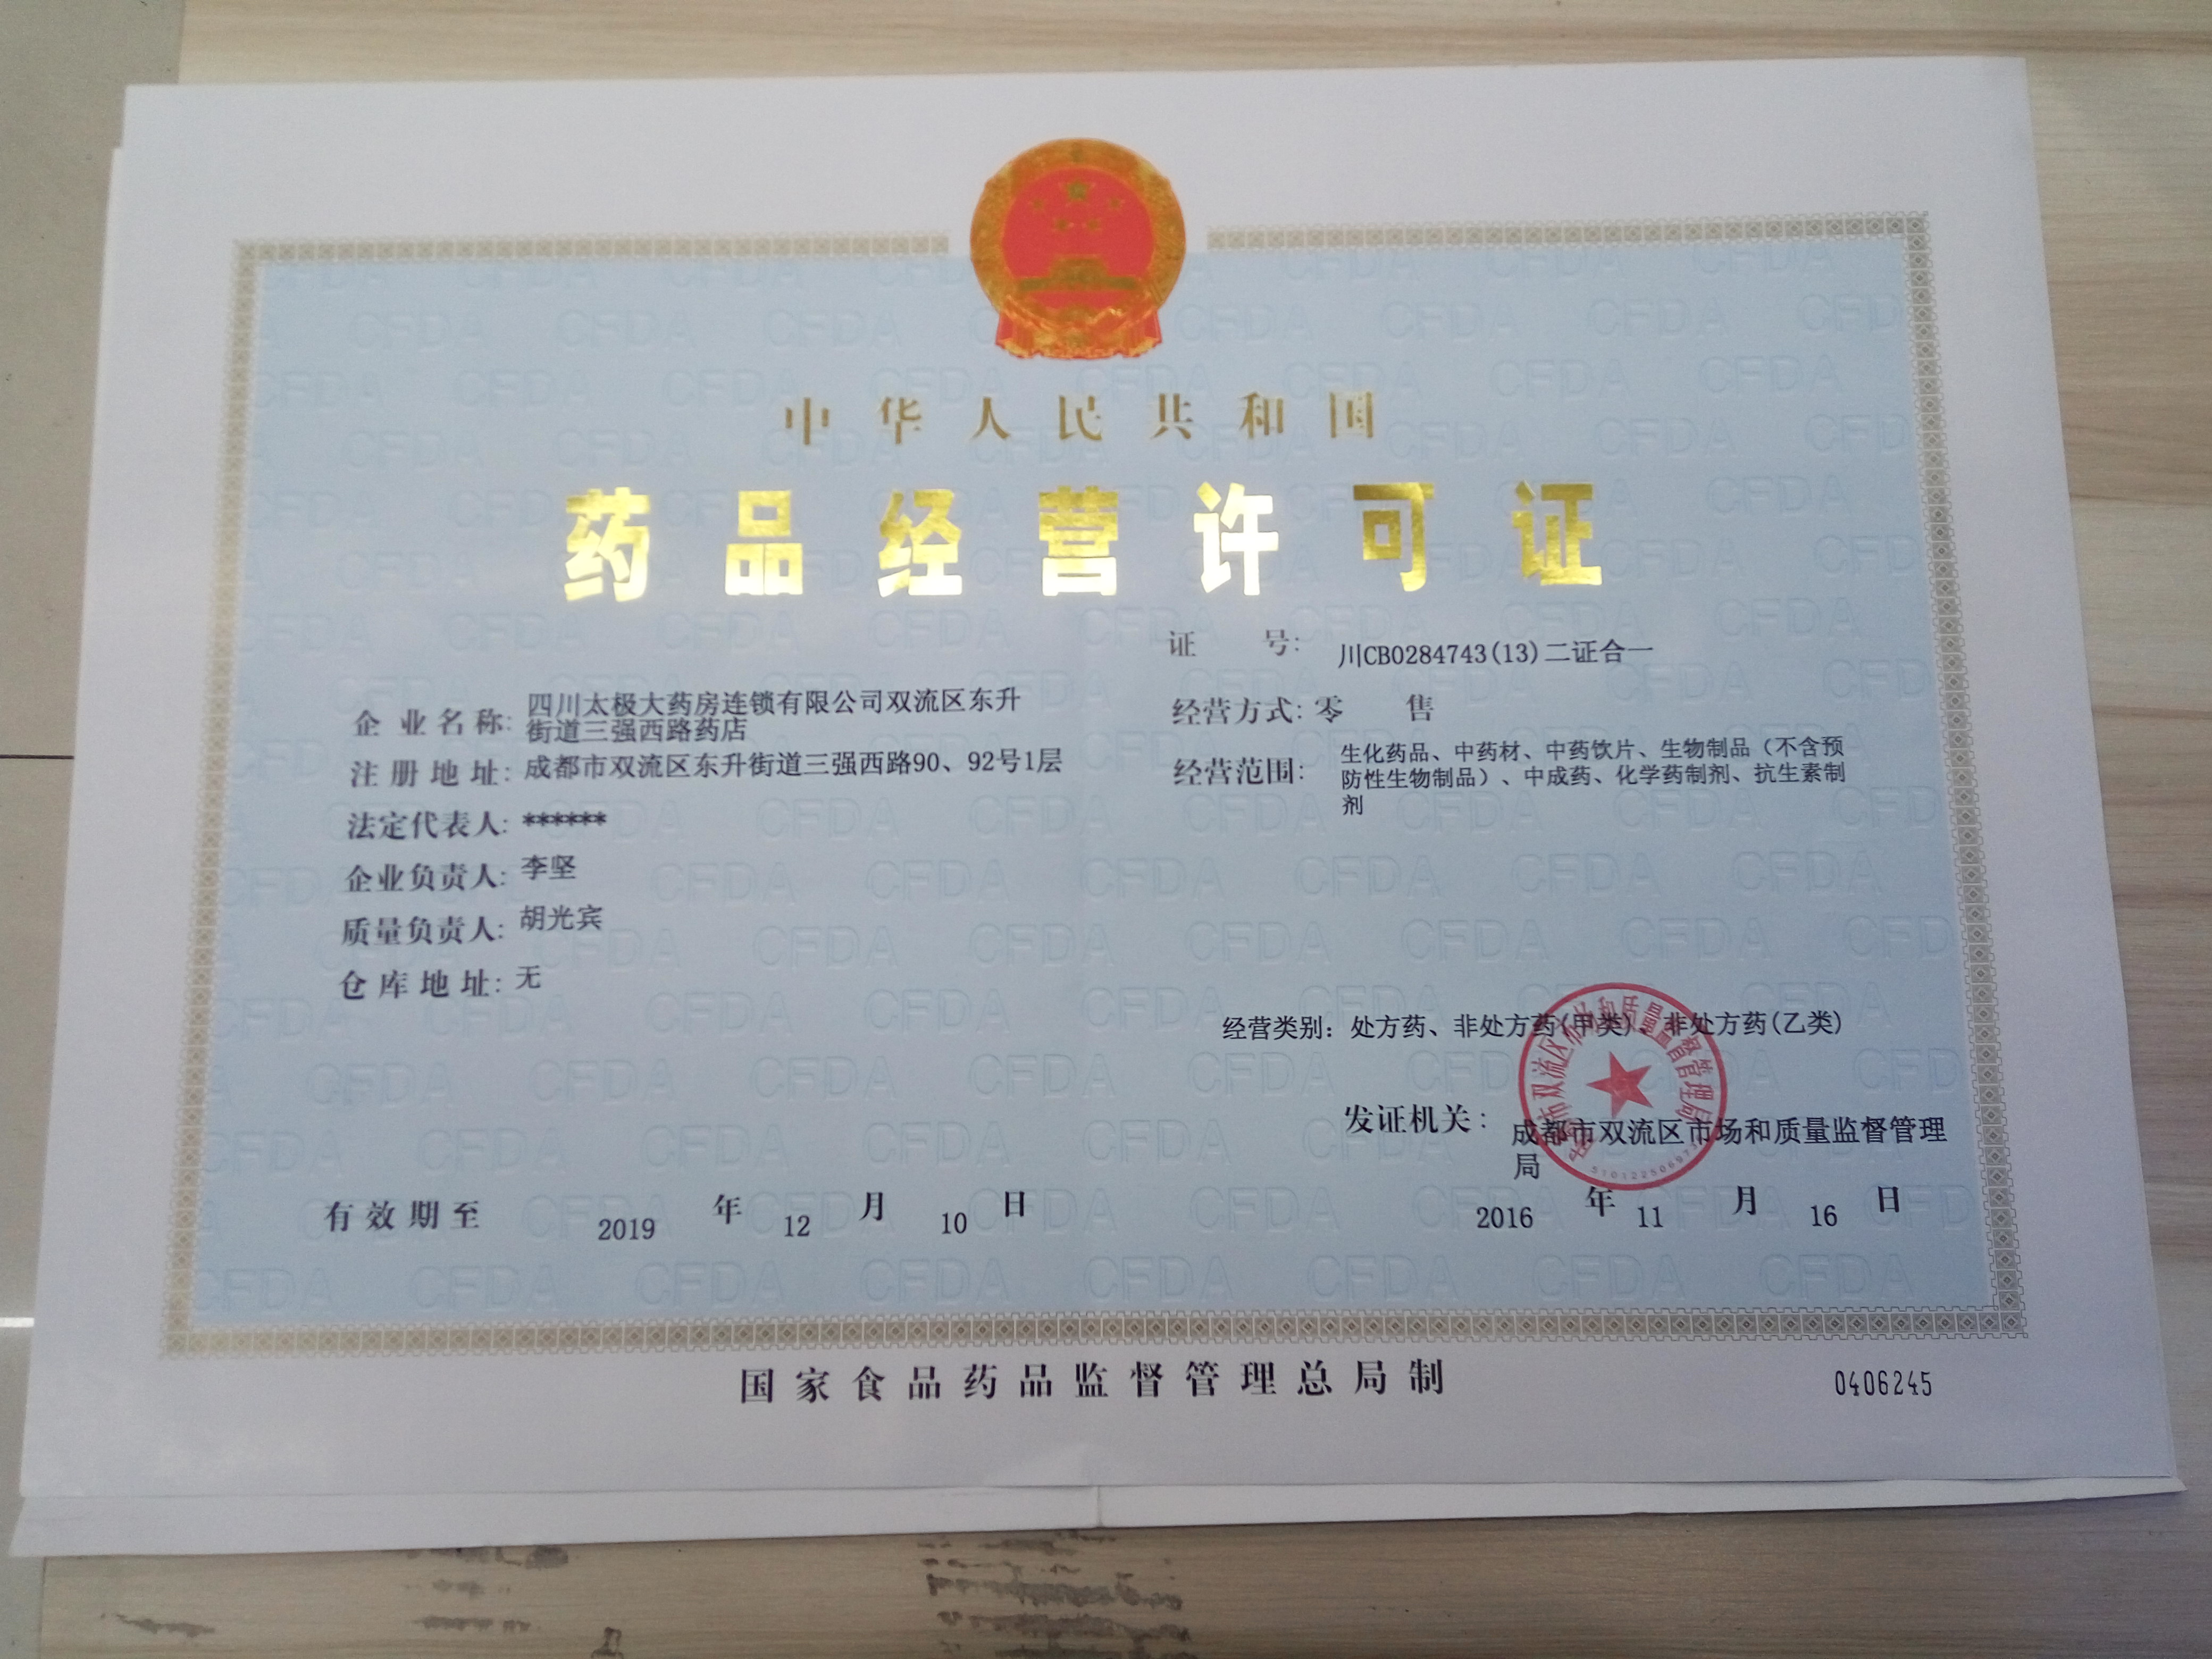 中华人民共和国
药品经营许可证
证 号: 川CB0284743(13)二证合一
企业名称: 四川太极大药房连锁有限公司双流区东升
街道三强西路药店
注册地址: 成都市双流区东升街道三强西路90、92号1层
法定代表人: ******
企业负责人: 李坚
质量负责人: 胡光宾
仓库地址: 无
经营方式: 零 售
经营范围: 生化药品、中药材、中药饮片、生物制品（不含预
防性生物制品）、中成药、化学药制剂、抗生素制
剂
经营类别: 处方药、非处方药(甲类)、非处方药(乙类)
发证机关: 成都市双流区市场和质量监督管理
局
有效期至 2019 年 12 月 10 日
2016 年 11 月 16 日
国家食品药品监督管理总局制
0406245